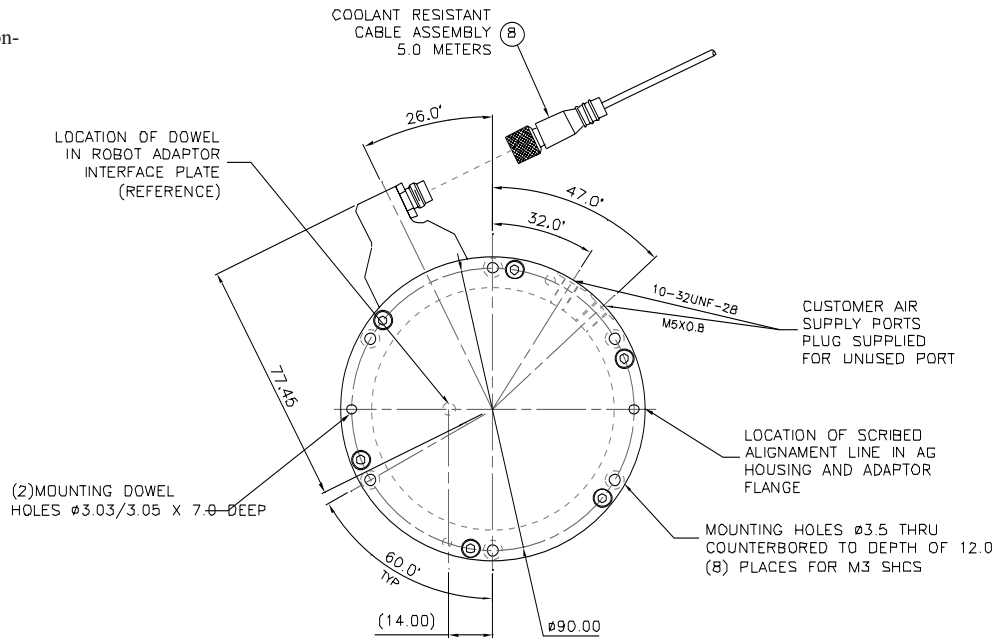 on-
COOLANT RESISTANT
CABLE ASSEMBLY
5.0 METERS
8
26.0'
LOCATION OF DOWEL
IN ROBOT ADAPTOR
INTERFACE PLATE
(REFERENCE)
47.0'
32.0'
10-32UNF-2B
M5X0.8
CUSTOMER AIR
SUPPLY PORTS
PLUG SUPPLIED
FOR UNUSED PORT
77.45
LOCATION OF SCRIBED
ALIGNAMENT LINE IN AG
HOUSING AND ADAPTOR
FLANGE
(2)MOUNTING DOWEL
HOLES ø3.03/3.05 X 7.0 DEEP
MOUNTING HOLES ø3.5 THRU
COUNTERBORED TO DEPTH OF 12.0
(8) PLACES FOR M3 SHCS
60.0'
TYP
(14.00)
ø90.00